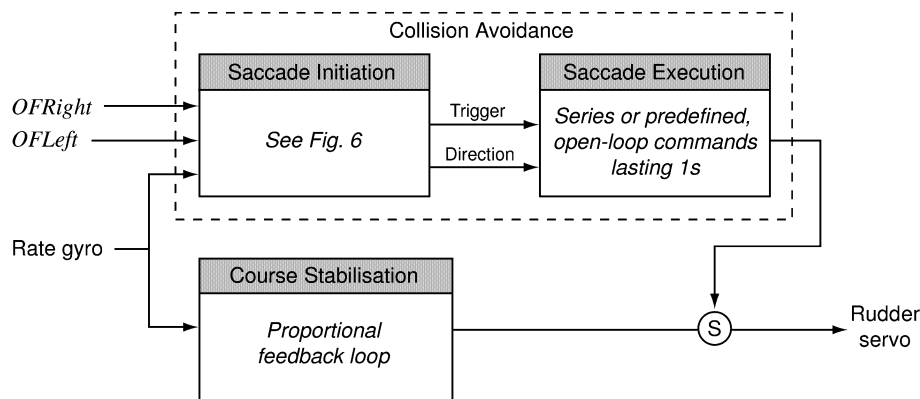 Collision Avoidance
Saccade Initiation
Saccade Execution
OFRight
OFLeft
See Fig. 6
Trigger
Direction
Series or predefined,
open-loop commands
lasting 1s
Rate gyro
Course Stabilisation
Proportional
feedback loop
S
Rudder
servo